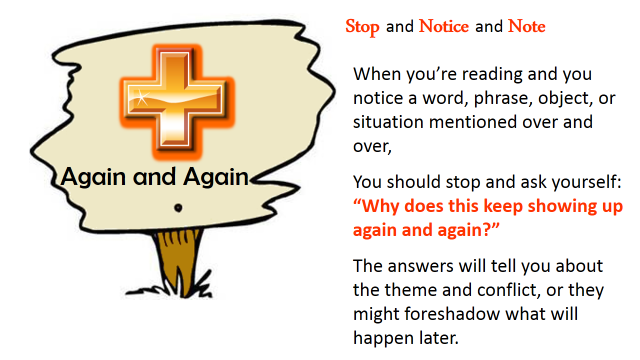 Again and Again
Stop and Notice and Note
When you’re reading and you
notice a word, phrase, object, or
situation mentioned over and
over,
You should stop and ask yourself:
“Why does this keep showing up
again and again?”
The answers will tell you about
the theme and conflict, or they
might foreshadow what will
happen later.